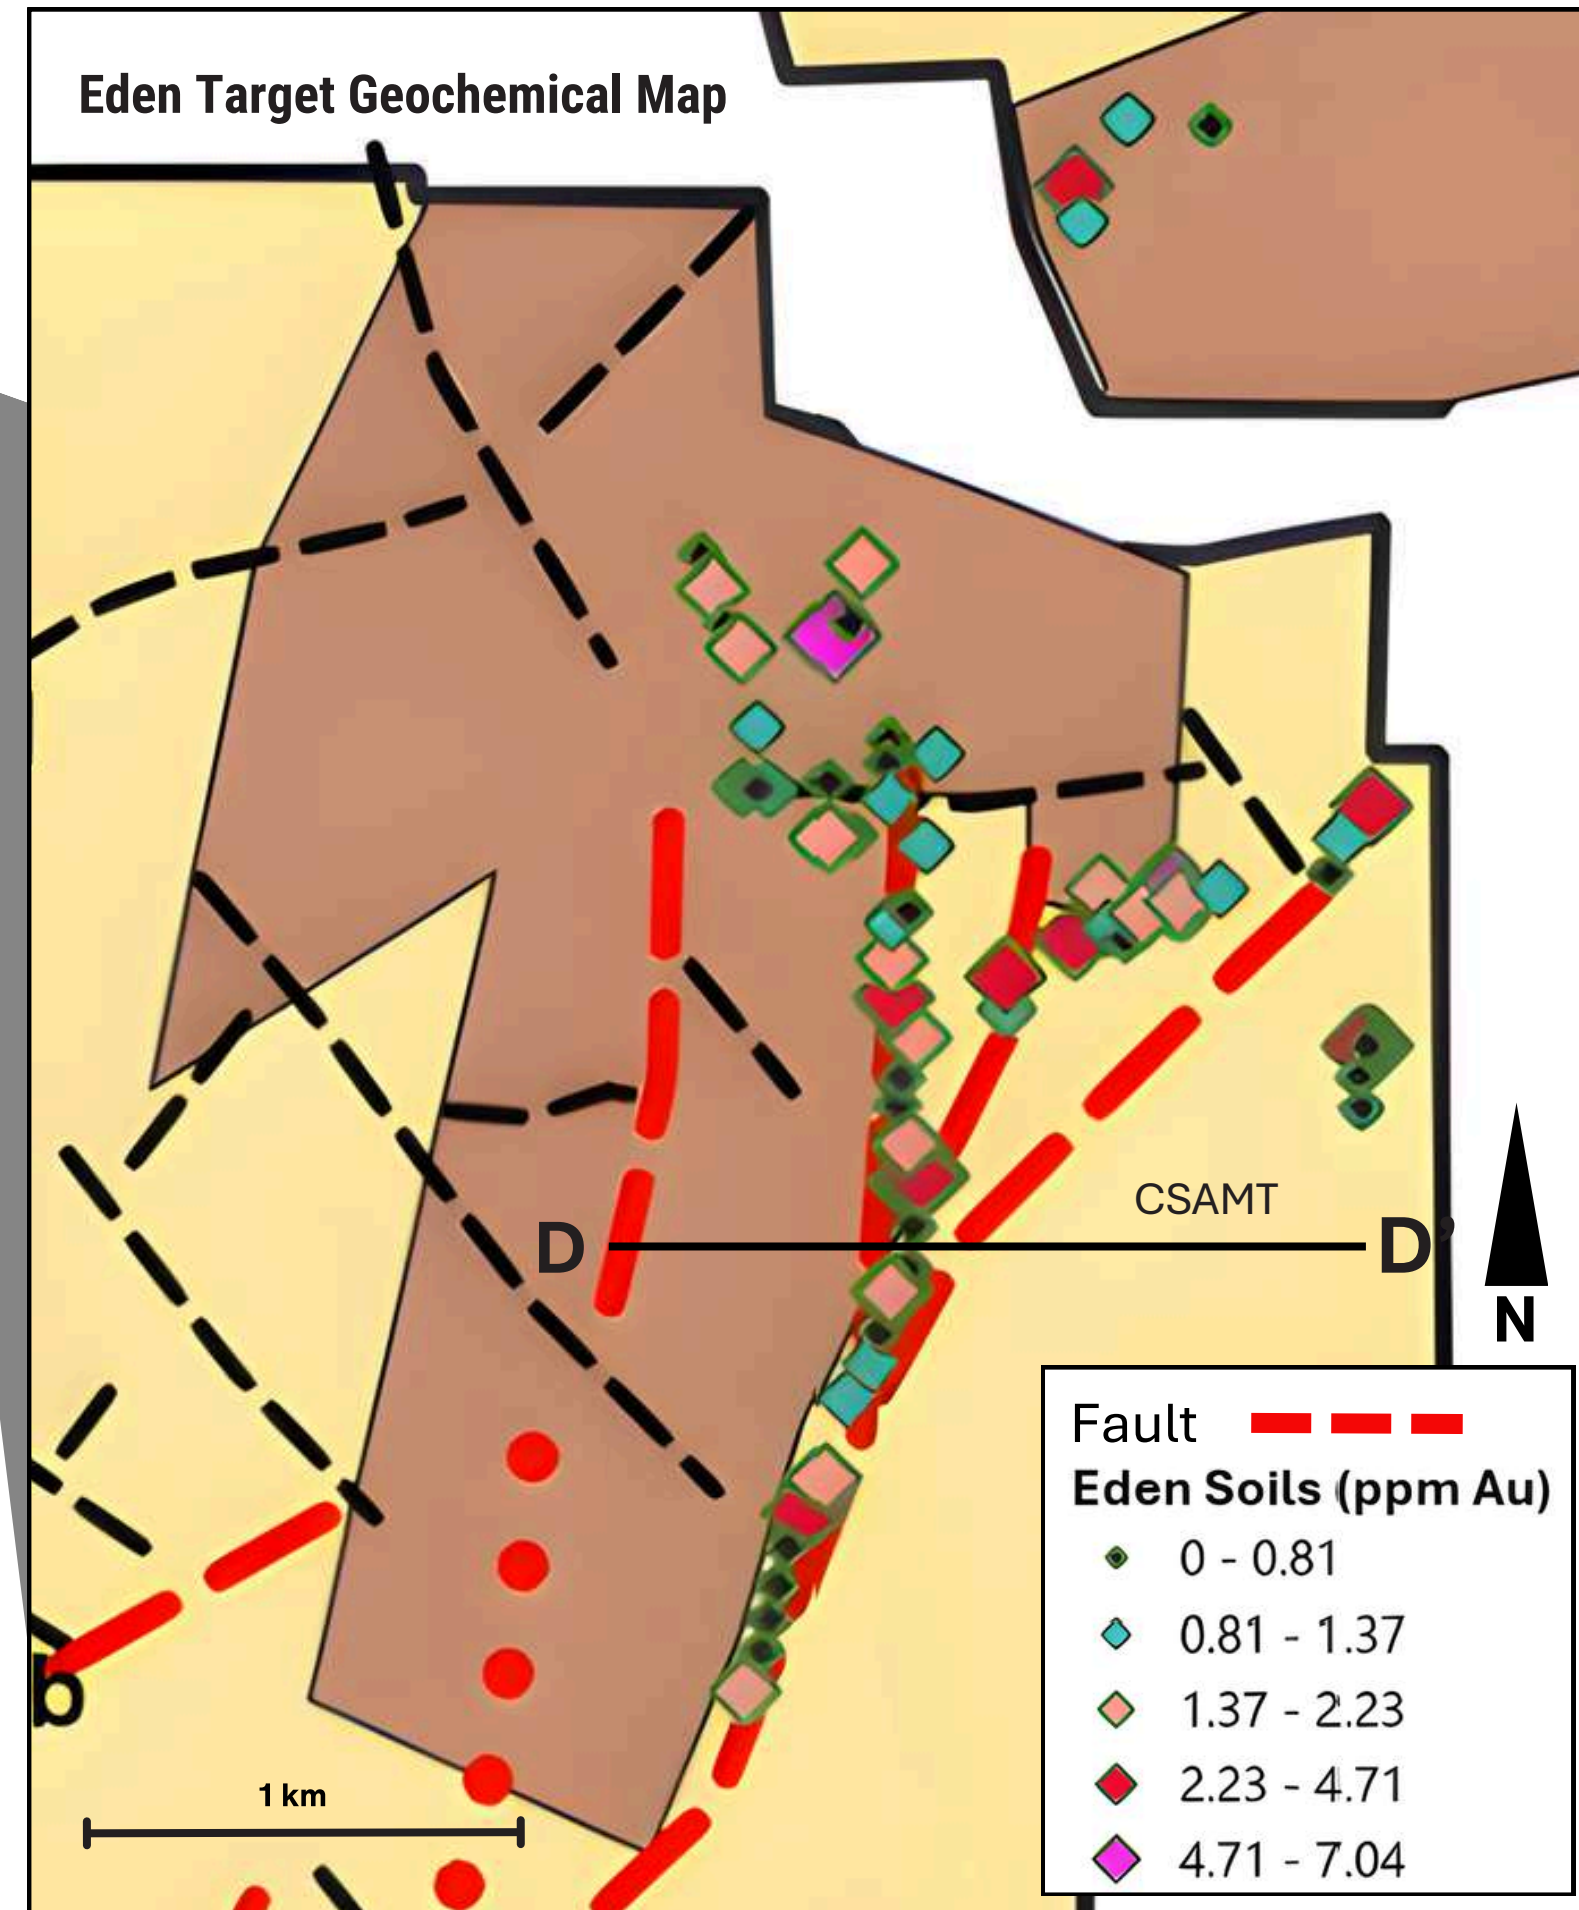 Eden Target Geochemical Map
CSAMT
D
D'
N
Fault
Eden Soils (ppm Au)
0 - 0.81
0.81 - 1.37
1.37 - 2.23
2.23 - 4.71
4.71 - 7.04
b
1 km